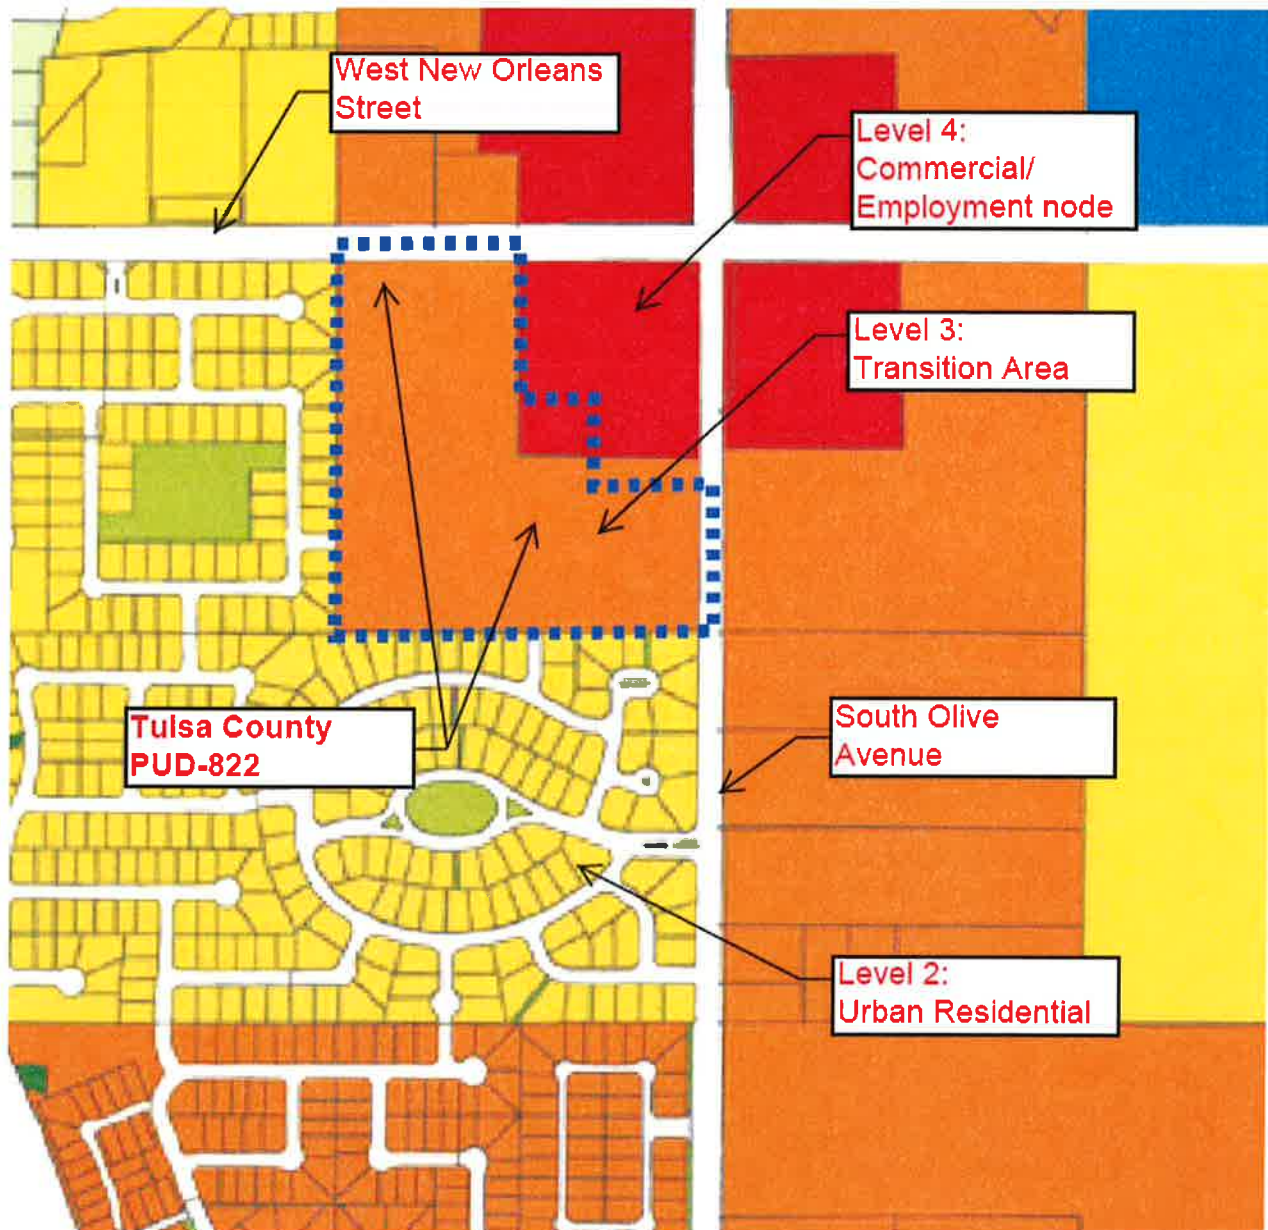 West New Orleans
Street
Level 4:
Commercial/
Employment node
Level 3:
Transition Area
Tulsa County
PUD-822
South Olive
Avenue
Level 2:
Urban Residential